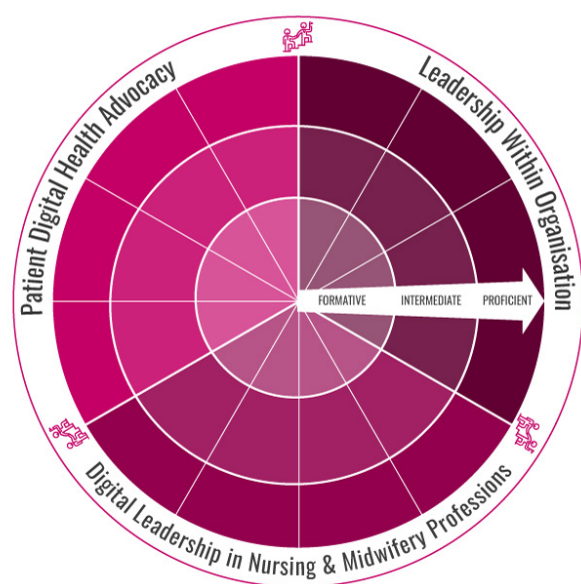 Patient Digital Health Advocacy
Leadership Within Organisation
FORMATIVE
INTERMEDIATE
PROFICIENT
Digital Leadership in Nursing & Midwifery Professions